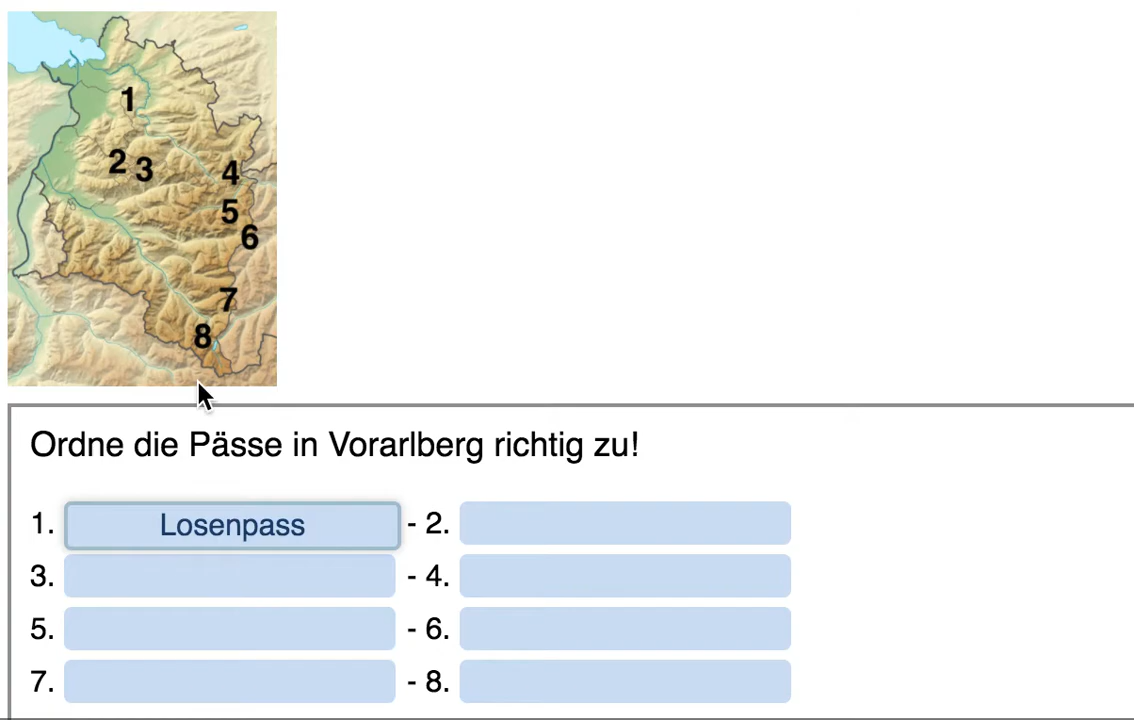 1
2 3
4
5
6
7
8
Ordne die Pässe in Vorarlberg richtig zu!
1. Losenpass - 2.
3. - 4.
5. - 6.
7. - 8.